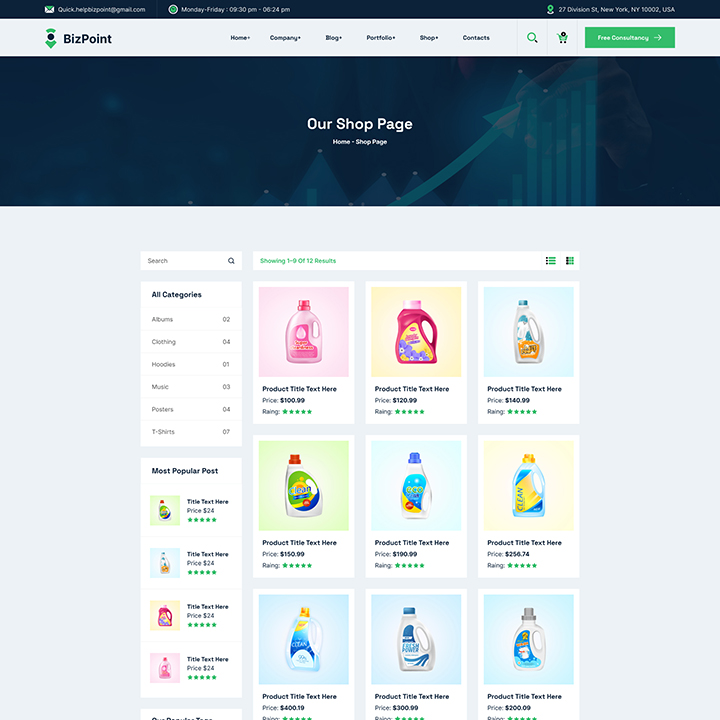 Quick.helpbizpoint@gmail.com
Monday-Friday : 09:30 pm - 06:24 pm
27 Division St, New York, NY 10002, USA
BizPoint
Home+
Company+
Blog+
Portfolio+
Shop+
Contacts
0
Free Consultancy
Our Shop Page
Home - Shop Page
Search
Showing 1-9 Of 12 Results
All Categories
Albums 02
Clothing 04
Hoodies 01
Music 03
Posters 04
T-Shirts 07
Most Popular Post
Title Text Here
Price $24
Title Text Here
Price $24
Title Text Here
Price $24
Title Text Here
Price $24
Product Title Text Here
Price: $100.99
Raing:
Product Title Text Here
Price: $120.99
Raing:
Product Title Text Here
Price: $140.99
Raing:
Clean
Product Title Text Here
Price: $150.99
Raing:
Product Title Text Here
Price: $190.99
Raing:
CLEAN
Product Title Text Here
Price: $256.74
Raing:
CLEAN
Product Title Text Here
Price: $400.19
FRESH
POWER
Product Title Text Here
Price: $300.99
2
Product Title Text Here
Price: $200.09